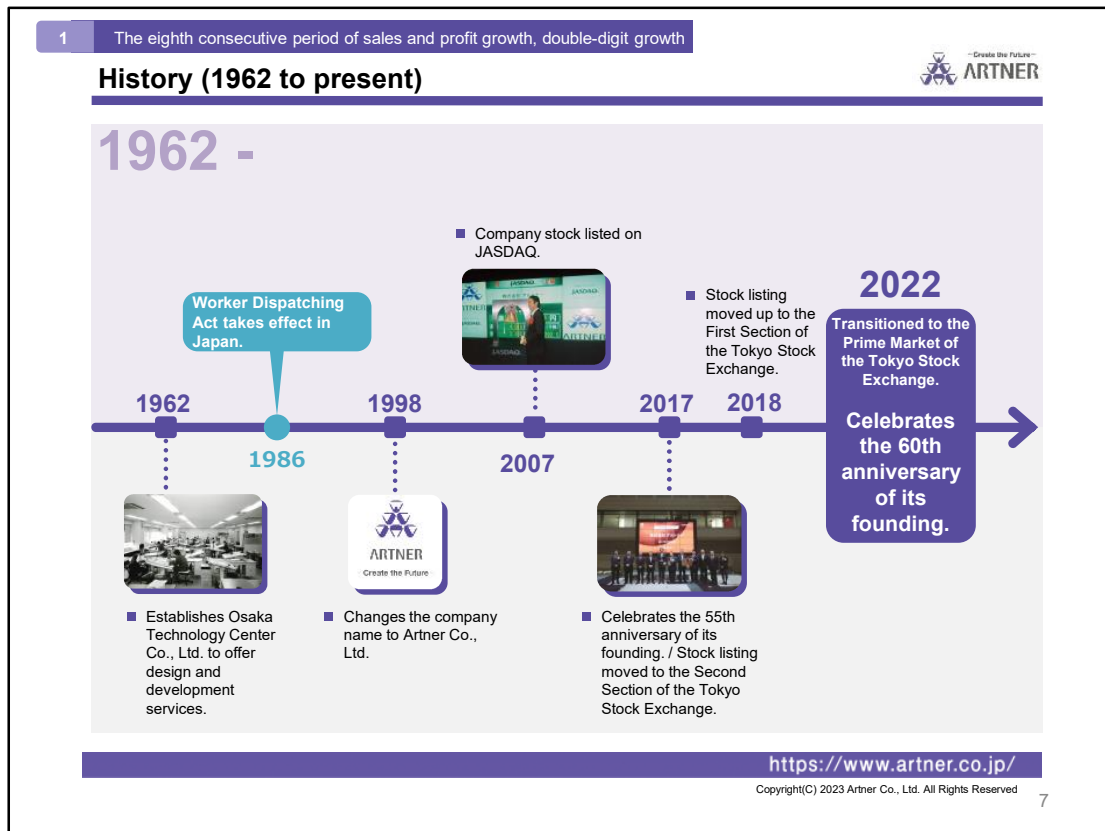 1
The eighth consecutive period of sales and profit growth, double-digit growth
History (1962 to present)
−Create the Future−
ARTNER
1962 -
Company stock listed on
JASDAQ.
Worker Dispatching
Act takes effect in
Japan.
Stock listing
moved up to the
First Section of
the Tokyo Stock
Exchange.
2022
Transitioned to the
Prime Market of
the Tokyo Stock
Exchange.
Celebrates
the 60th
anniversary
of its
founding.
1962
1986
1998
2007
2017
2018
JASDAQ
ARTNER
Create the Future
Establishes Osaka
Technology Center
Co., Ltd. to offer
design and
development
services.
Changes the company
name to Artner Co.,
Ltd.
Celebrates the 55th
anniversary of its
founding. / Stock listing
moved to the Second
Section of the Tokyo
Stock Exchange.
https://www.artner.co.jp/
Copyright(C) 2023 Artner Co., Ltd. All Rights Reserved
7